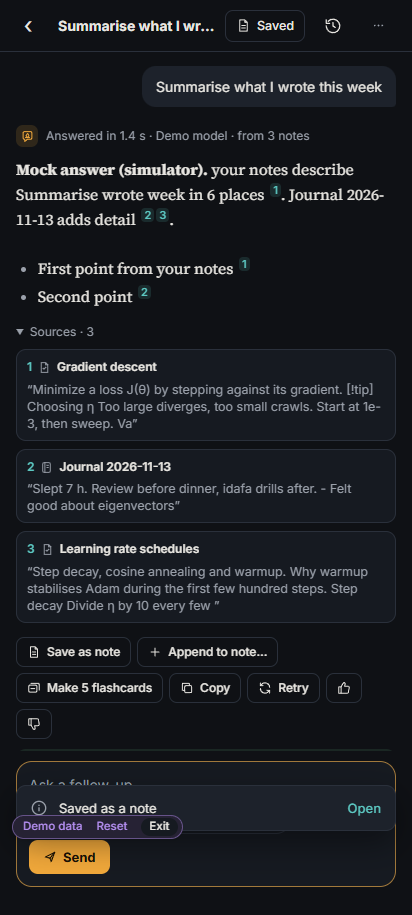 Summarise what I wr...
Saved
Summarise what I wrote this week
Answered in 1.4 s · Demo model · from 3 notes
Mock answer (simulator). your notes describe
Summarise wrote week in 6 places 1. Journal 2026-
11-13 adds detail 2 3.
• First point from your notes 1
• Second point 2
Sources · 3
1 Gradient descent
“Minimize a loss J(θ) by stepping against its gradient. [!tip]
Choosing η Too large diverges, too small crawls. Start at 1e-
3, then sweep. Va”
2 Journal 2026-11-13
“Slept 7 h. Review before dinner, idafa drills after. - Felt
good about eigenvectors”
3 Learning rate schedules
“Step decay, cosine annealing and warmup. Why warmup
stabilises Adam during the first few hundred steps. Step
decay Divide η by 10 every few ”
Save as note
Append to note...
Make 5 flashcards
Copy
Retry
Ask a follow-up
Saved as a note
Open
Demo data
Reset
Exit
Send